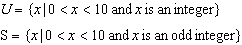 U = {x | 0 < x < 10 and x is an integer}
S = {x | 0 < x < 10 and x is an odd integer}